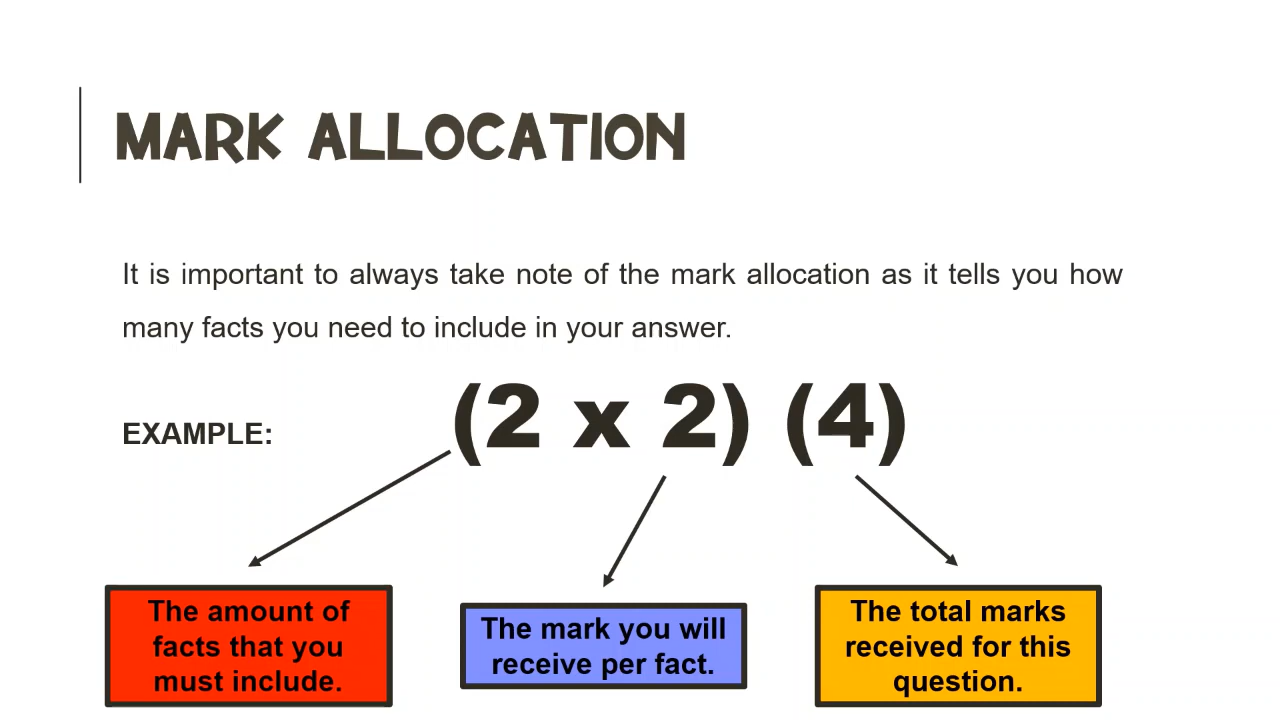 MARK ALLOCATION
It is important to always take note of the mark allocation as it tells you how
many facts you need to include in your answer.
EXAMPLE:
(2 x 2) (4)
The amount of
facts that you
must include.
The mark you will
receive per fact.
The total marks
received for this
question.